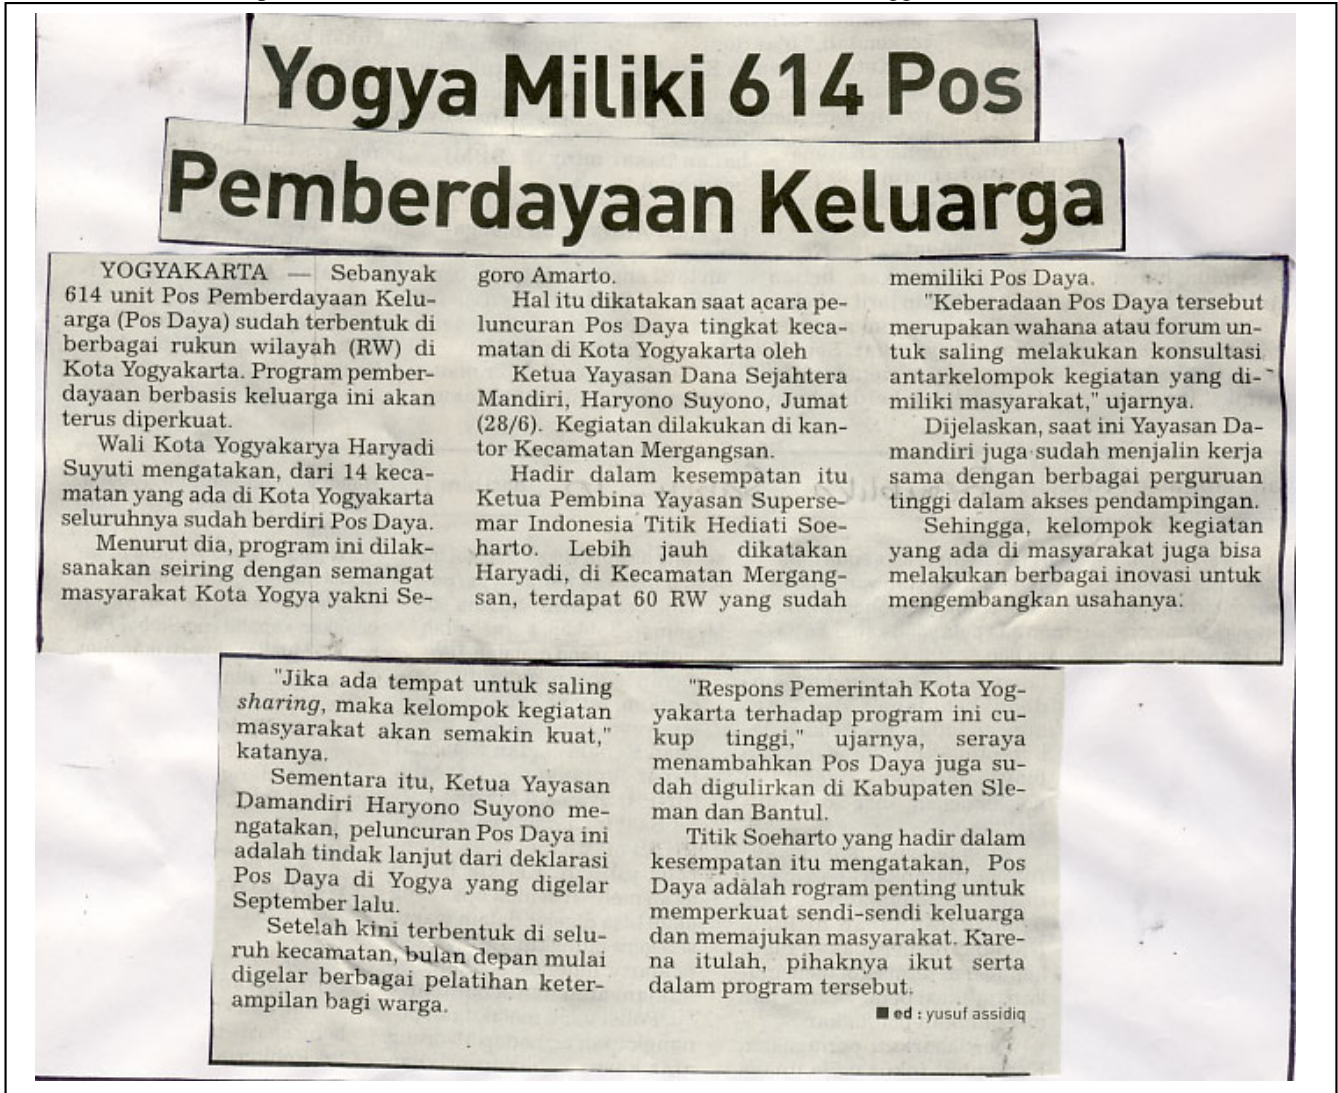 Yogya Miliki 614 Pos
Pemberdayaan Keluarga
YOGYAKARTA — Sebanyak
614 unit Pos Pemberdayaan Kelu-
arga (Pos Daya) sudah terbentuk di
berbagai rukun wilayah (RW) di
Kota Yogyakarta. Program pember-
dayaan berbasis keluarga ini akan
terus diperkuat.
Wali Kota Yogyakarya Haryadi
Suyuti mengatakan, dari 14 keca-
matan yang ada di Kota Yogyakarta
seluruhnya sudah berdiri Pos Daya.
Menurut dia, program ini dilak-
sanakan seiring dengan semangat
masyarakat Kota Yogya yakni Se-
goro Amarto.
Hal itu dikatakan saat acara pe-
luncuran Pos Daya tingkat keca-
matan di Kota Yogyakarta oleh
Ketua Yayasan Dana Sejahtera
Mandiri, Haryono Suyono, Jumat
(28/6). Kegiatan dilakukan di kan-
tor Kecamatan Mergangsan.
Hadir dalam kesempatan itu
Ketua Pembina Yayasan Superse-
mar Indonesia Titik Hediati Soe-
harto. Lebih jauh dikatakan
Haryadi, di Kecamatan Mergang-
san, terdapat 60 RW yang sudah
memiliki Pos Daya.
"Keberadaan Pos Daya tersebut
merupakan wahana atau forum un-
tuk saling melakukan konsultasi
antarkelompok kegiatan yang di-
miliki masyarakat," ujarnya.
Dijelaskan, saat ini Yayasan Da-
mandiri juga sudah menjalin kerja
sama dengan berbagai perguruan
tinggi dalam akses pendampingan.
Sehingga, kelompok kegiatan
yang ada di masyarakat juga bisa
melakukan berbagai inovasi untuk
mengembangkan usahanya.
"Jika ada tempat untuk saling
sharing, maka kelompok kegiatan
masyarakat akan semakin kuat,"
katanya.
Sementara itu, Ketua Yayasan
Damandiri Haryono Suyono me-
ngatakan, peluncuran Pos Daya ini
adalah tindak lanjut dari deklarasi
Pos Daya di Yogya yang digelar
September lalu.
Setelah kini terbentuk di selu-
ruh kecamatan, bulan depan mulai
digelar berbagai pelatihan keter-
ampilan bagi warga.
"Respons Pemerintah Kota Yog-
yakarta terhadap program ini cu-
kup tinggi," ujarnya, seraya
menambahkan Pos Daya juga su-
dah digulirkan di Kabupaten Sle-
man dan Bantul.
Titik Soeharto yang hadir dalam
kesempatan itu mengatakan, Pos
Daya adalah rogram penting untuk
memperkuat sendi-sendi keluarga
dan memajukan masyarakat. Kare-
na itulah, pihaknya ikut serta
dalam program tersebut.
■ ed : yusuf assidiq